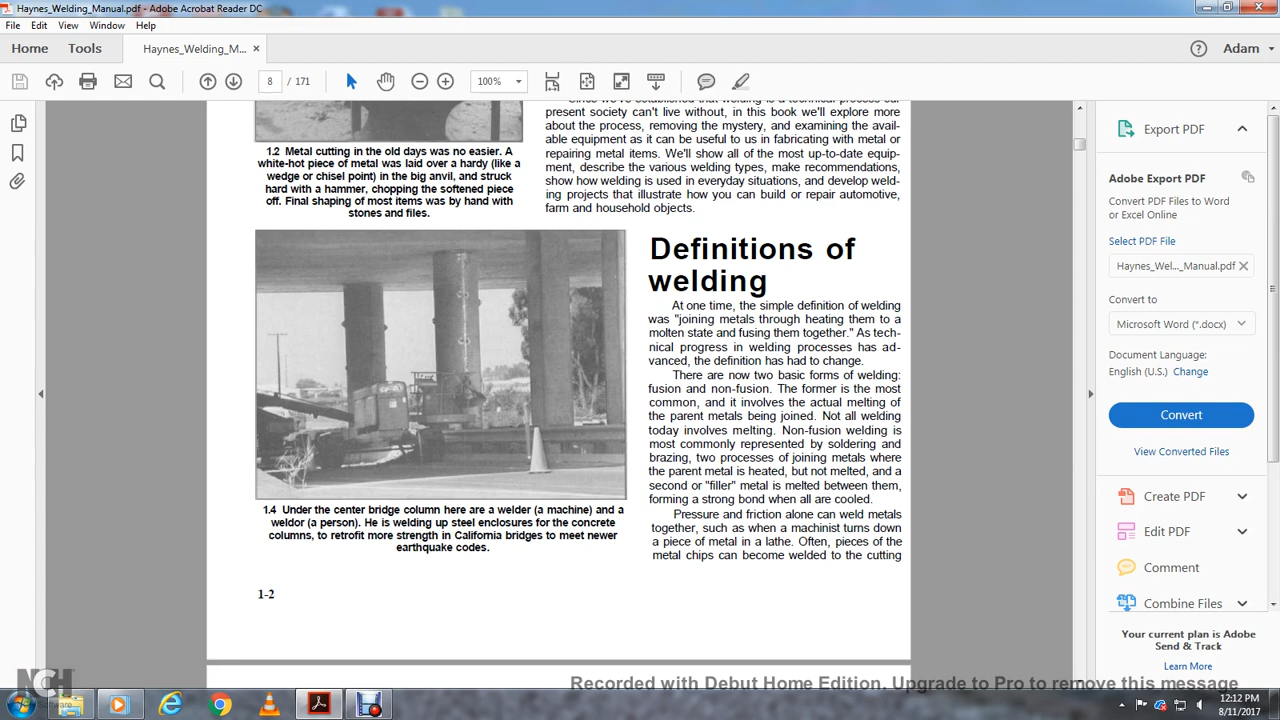 Haynes_Welding_Manual.pdf - Adobe Acrobat Reader DC
File Edit View Window Help
Home Tools Haynes_Welding_M... × Adam
8 / 171 100%
1.2 Metal cutting in the old days was no easier. A
white-hot piece of metal was laid over a hardy (like a
wedge or chisel point) in the big anvil, and struck
hard with a hammer, chopping the softened piece
off. Final shaping of most items was by hand with
stones and files.
Since we've established that welding is a technical process our
present society can't live without, in this book we'll explore more
about the process, removing the mystery, and examining the avail-
able equipment as it can be useful to us in fabricating with metal or
repairing metal items. We'll show all of the most up-to-date equip-
ment, describe the various welding types, make recommendations,
show how welding is used in everyday situations, and develop weld-
ing projects that illustrate how you can build or repair automotive,
farm and household objects.
1.4 Under the center bridge column here are a welder (a machine) and a
weldor (a person). He is welding up steel enclosures for the concrete
columns, to retrofit more strength in California bridges to meet newer
earthquake codes.
Definitions of
welding
At one time, the simple definition of welding
was "joining metals through heating them to a
molten state and fusing them together." As tech-
nical progress in welding processes has ad-
vanced, the definition has had to change.
There are now two basic forms of welding:
fusion and non-fusion. The former is the most
common, and it involves the actual melting of
the parent metals being joined. Not all welding
today involves melting. Non-fusion welding is
most commonly represented by soldering and
brazing, two processes of joining metals where
the parent metal is heated, but not melted, and a
second or "filler" metal is melted between them,
forming a strong bond when all are cooled.
Pressure and friction alone can weld metals
together, such as when a machinist turns down
a piece of metal in a lathe. Often, pieces of the
metal chips can become welded to the cutting
1-2
Export PDF
Adobe Export PDF
Convert PDF Files to Word
or Excel Online
Select PDF File
Haynes_Wel..._Manual.pdf ×
Convert to
Microsoft Word (*.docx)
Document Language:
English (U.S.) Change
Convert
View Converted Files
Create PDF
Edit PDF
Comment
Combine Files
Your current plan is Adobe
Send & Track
Learn More
NCH Software
Recorded with Debut Home Edition. Upgrade to Pro to remove this message
12:12 PM
8/11/2017